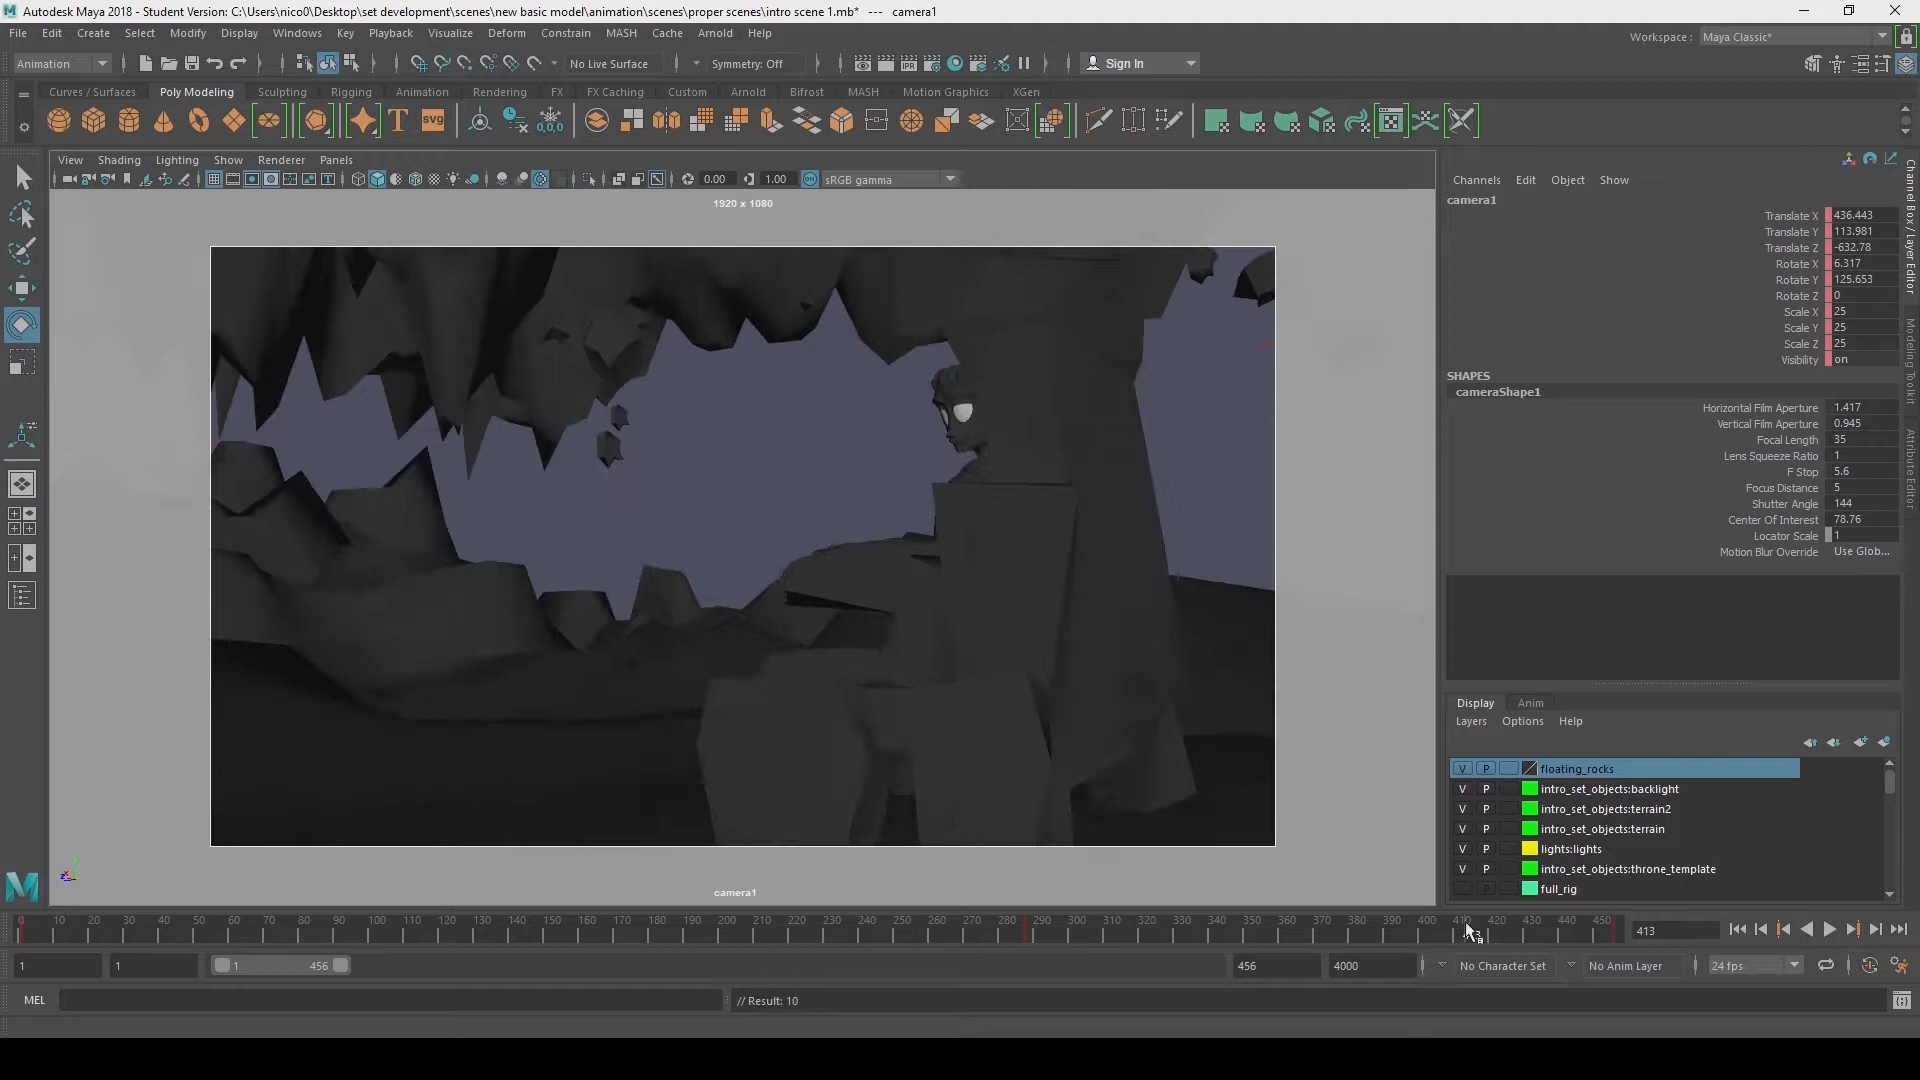 Autodesk Maya 2018 - Student Version: C:\Users\nico0\Desktop\set development\scenes\new basic model\animation\scenes\proper scenes\intro scene 1.mb* --- camera1
File Edit Create Select Modify Display Windows Key Playback Visualize Deform Constrain MASH Cache Arnold Help
Workspace : Maya Classic*
Animation No Live Surface Symmetry: Off Sign In
Curves / Surfaces Poly Modeling Sculpting Rigging Animation Rendering FX FX Caching Custom Arnold Bifrost MASH Motion Graphics XGen
View Shading Lighting Show Renderer Panels
0.00 1.00 sRGB gamma
1920 x 1080
camera1
Channels Edit Object Show
camera1
Translate X 436.443
Translate Y 113.981
Translate Z -632.78
Rotate X 6.317
Rotate Y 125.653
Rotate Z 0
Scale X 25
Scale Y 25
Scale Z 25
Visibility on
SHAPES
cameraShape1
Horizontal Film Aperture 1.417
Vertical Film Aperture 0.945
Focal Length 35
Lens Squeeze Ratio 1
F Stop 5.6
Focus Distance 5
Shutter Angle 144
Center Of Interest 78.76
Locator Scale 1
Motion Blur Override Use Glob...
Channel Box / Layer Editor
Modeling Toolkit
Attribute Editor
Display Anim
Layers Options Help
V P floating_rocks
V P intro_set_objects:backlight
V P intro_set_objects:terrain2
V P intro_set_objects:terrain
V P lights:lights
V P intro_set_objects:throne_template
P full_rig
0 10 20 30 40 50 60 70 80 90 100 110 120 130 140 150 160 170 180 190 200 210 220 230 240 250 260 270 280 290 300 310 320 330 340 350 360 370 380 390 400 410 420 430 440 450
413
1 1 1 456 456 4000 No Character Set No Anim Layer 24 fps
MEL // Result: 10